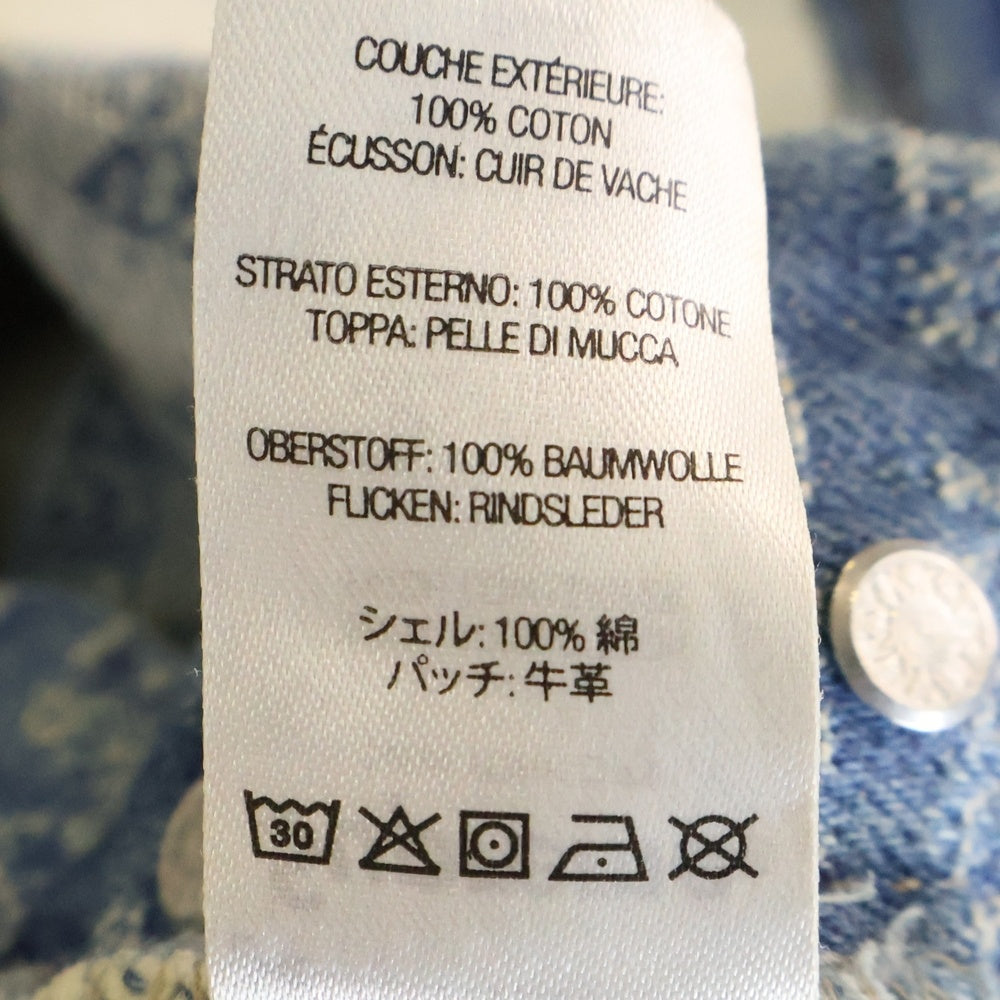 COUCHE EXTÉRIEURE:
100% COTON
ÉCUSSON: CUIR DE VACHE
STRATO ESTERNO: 100% COTONE
TOPPA: PELLE DI MUCCA
OBERSTOFF: 100% BAUMWOLLE
FLICKEN: RINDSLEDER
シェル: 100% 綿
パッチ: 牛革
30